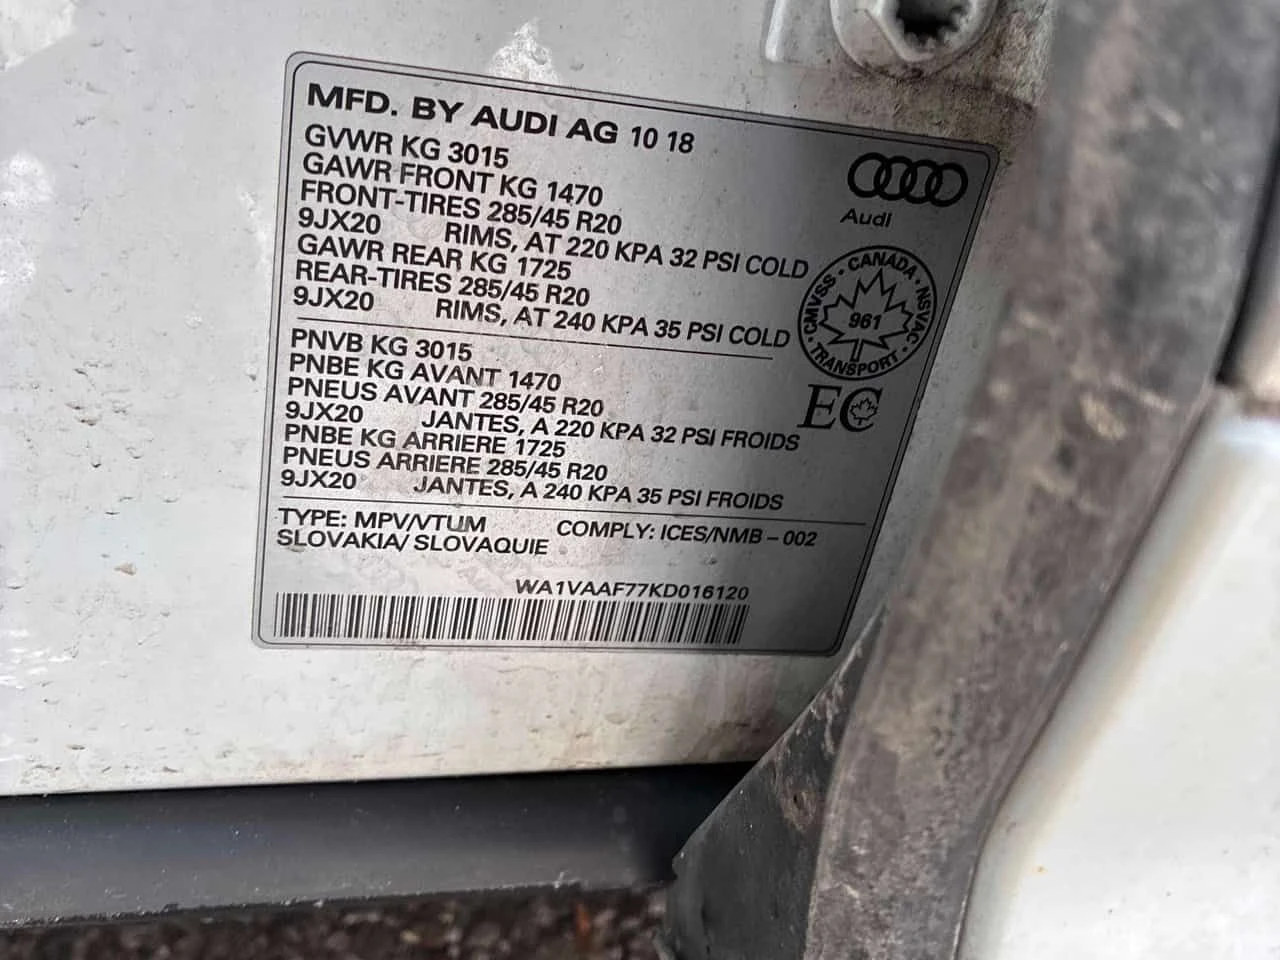 MFD. BY AUDI AG 10 18
GVWR KG 3015
GAWR FRONT KG 1470
FRONT-TIRES 285/45 R20
9JX20 RIMS, AT 220 KPA 32 PSI COLD
GAWR REAR KG 1725
REAR-TIRES 285/45 R20
9JX20 RIMS, AT 240 KPA 35 PSI COLD
Audi
CANADA · NSVAC · TRANSPORT · CMVSS ·
961
EC
PNVB KG 3015
PNBE KG AVANT 1470
PNEUS AVANT 285/45 R20
9JX20 JANTES, A 220 KPA 32 PSI FROIDS
PNBE KG ARRIERE 1725
PNEUS ARRIERE 285/45 R20
9JX20 JANTES, A 240 KPA 35 PSI FROIDS
TYPE: MPV/VTUM COMPLY: ICES/NMB – 002
SLOVAKIA/ SLOVAQUIE
WA1VAAF77KD016120